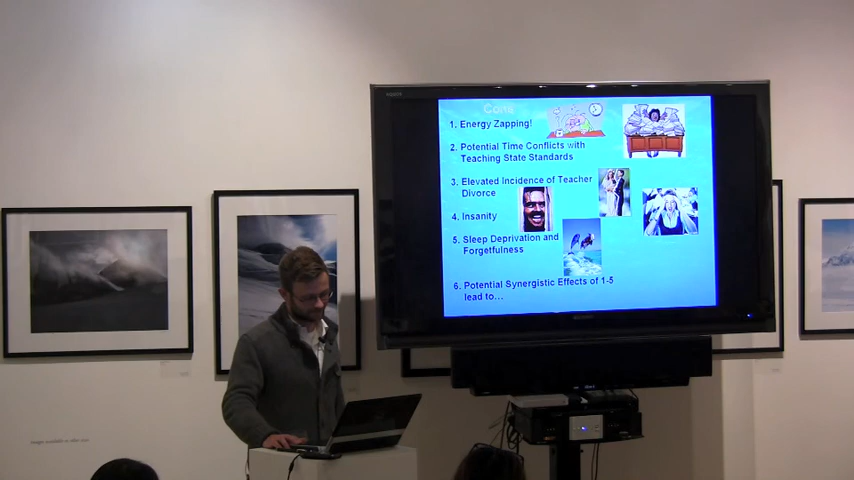 SONY
Cons
1. Energy Zapping!
2. Potential Time Conflicts with
Teaching State Standards
3. Elevated Incidence of Teacher
Divorce
4. Insanity
5. Sleep Deprivation and
Forgetfulness
6. Potential Synergistic Effects of 1-5
lead to…